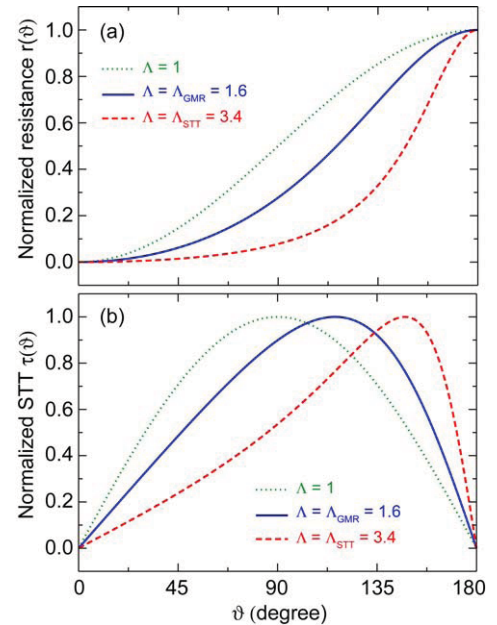 (a)
Λ = 1
Λ = Λ_GMR = 1.6
Λ = Λ_STT = 3.4
Normalized resistance r(ϑ)
1.0
0.8
0.6
0.4
0.2
0.0
(b)
Λ = 1
Λ = Λ_GMR = 1.6
Λ = Λ_STT = 3.4
Normalized STT τ(ϑ)
1.0
0.8
0.6
0.4
0.2
0.0
0 45 90 135 180
ϑ (degree)